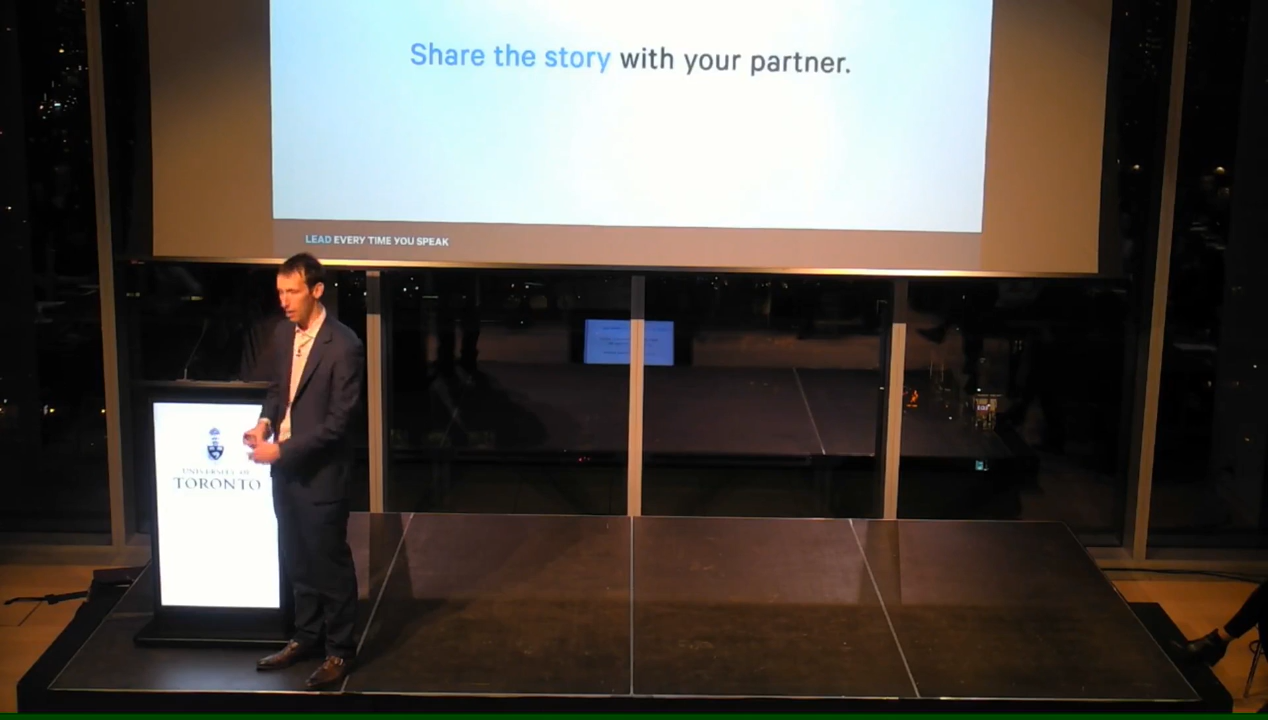 Share the story with your partner.
LEAD EVERY TIME YOU SPEAK
UNIVERSITY OF
TORONTO